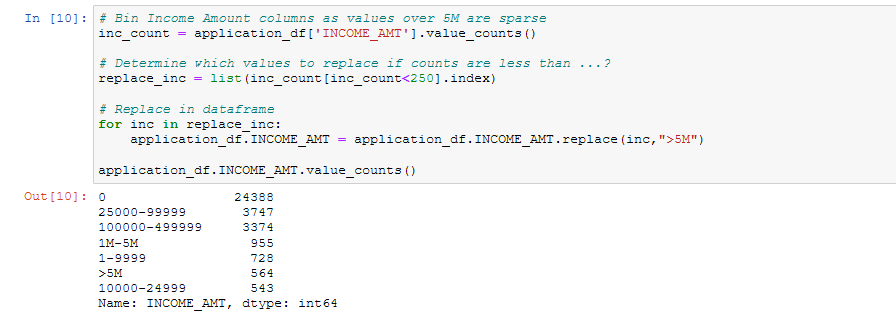 In [10]: # Bin Income Amount columns as values over 5M are sparse
inc_count = application_df['INCOME_AMT'].value_counts()
# Determine which values to replace if counts are less than ...?
replace_inc = list(inc_count[inc_count<250].index)
# Replace in dataframe
for inc in replace_inc:
    application_df.INCOME_AMT = application_df.INCOME_AMT.replace(inc,">5M")
application_df.INCOME_AMT.value_counts()
Out[10]: 0 24388
25000-99999 3747
100000-499999 3374
1M-5M 955
1-9999 728
>5M 564
10000-24999 543
Name: INCOME_AMT, dtype: int64